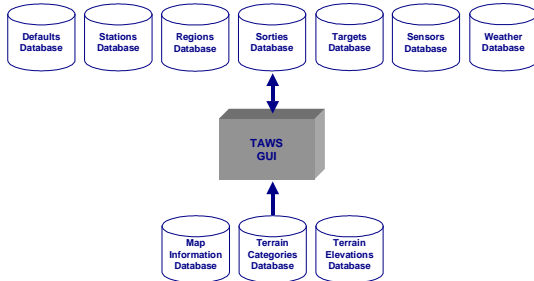 Defaults
Database
Stations
Database
Regions
Database
Sorties
Database
Targets
Database
Sensors
Database
Weather
Database
TAWS
GUI
Map
Information
Database
Terrain
Categories
Database
Terrain
Elevations
Database